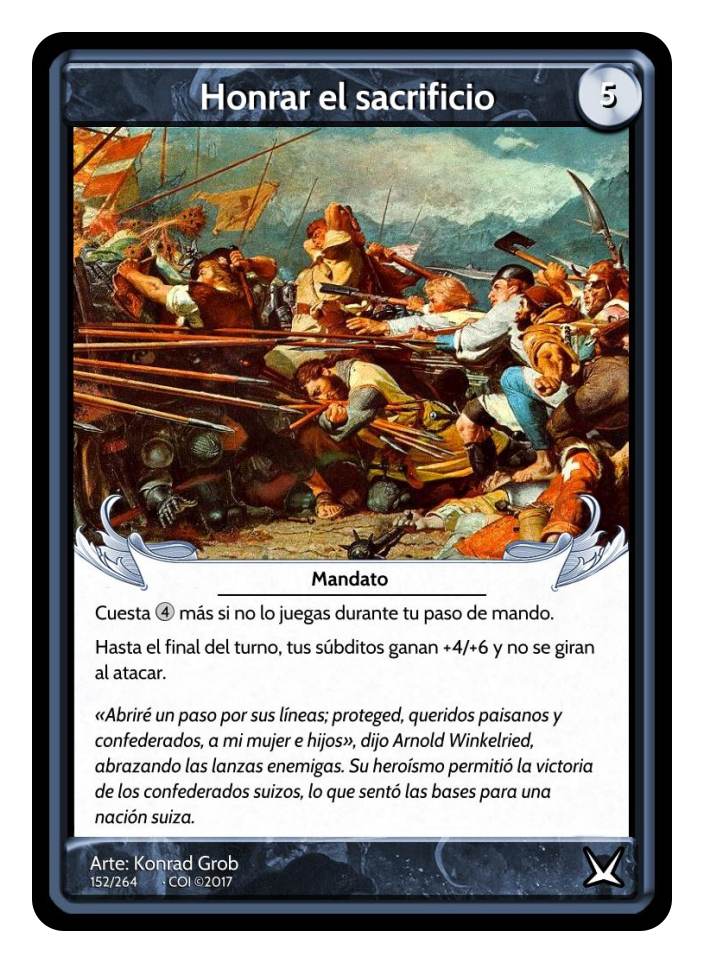 Honrar el sacrificio
5
Mandato
Cuesta 4 más si no lo juegas durante tu paso de mando.
Hasta el final del turno, tus súbditos ganan +4/+6 y no se giran
al atacar.
«Abriré un paso por sus líneas; proteged, queridos paisanos y
confederados, a mi mujer e hijos», dijo Arnold Winkelried,
abrazando las lanzas enemigas. Su heroísmo permitió la victoria
de los confederados suizos, lo que sentó las bases para una
nación suiza.
Arte: Konrad Grob
152/264 · COI ©2017